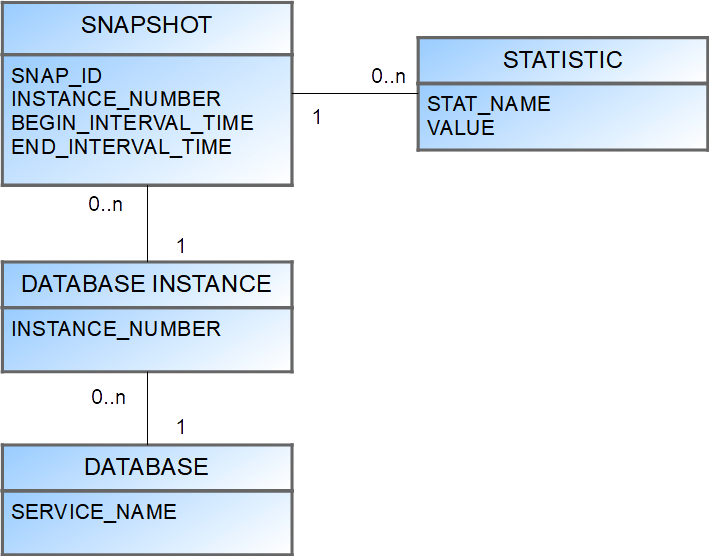 SNAPSHOT
SNAP_ID
INSTANCE_NUMBER
BEGIN_INTERVAL_TIME
END_INTERVAL_TIME
0..n
1
STATISTIC
STAT_NAME
VALUE
0..n
1
DATABASE INSTANCE
INSTANCE_NUMBER
0..n
1
DATABASE
SERVICE_NAME